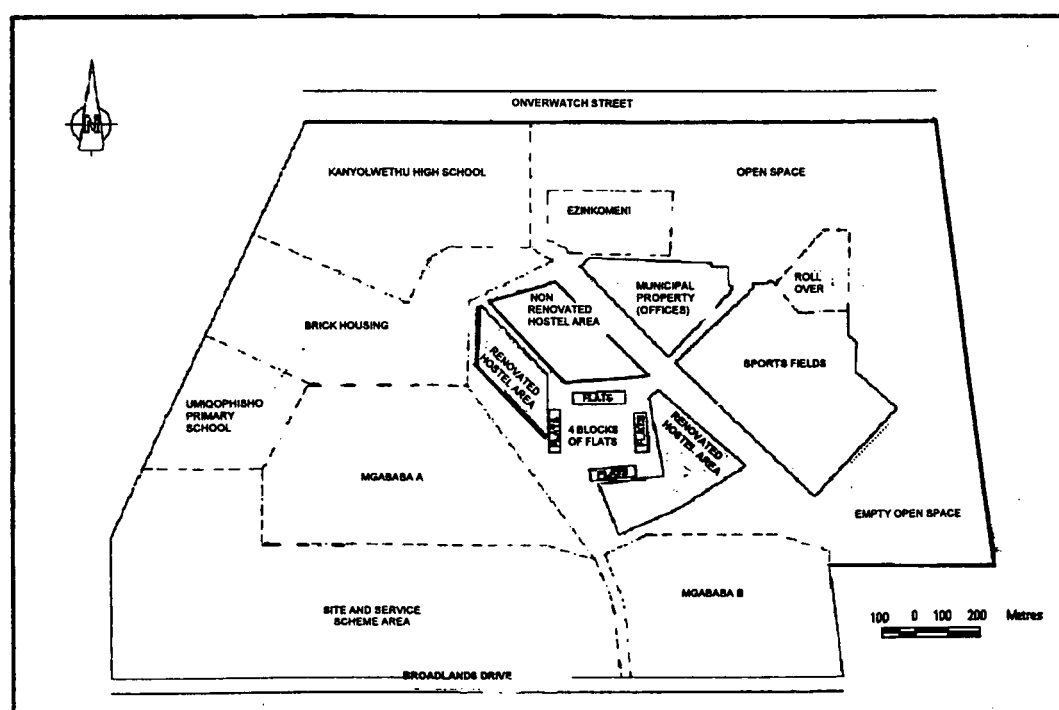 ONVERWATCH STREET
N
KANYOLWETHU HIGH SCHOOL
OPEN SPACE
EZINKOMENI
MUNICIPAL
PROPERTY
(OFFICES)
ROLL
OVER
NON
RENOVATED
HOSTEL AREA
BRICK HOUSING
RENOVATED
HOSTEL AREA
SPORTS FIELDS
UMIQOPHISHO
PRIMARY
SCHOOL
FLATS
FLATS
4 BLOCKS
OF FLATS
FLATS
RENOVATED
HOSTEL AREA
FLATS
MGABABA A
EMPTY OPEN SPACE
SITE AND SERVICE
SCHEME AREA
MGABABA B
100 0 100 200 Metres
BROADLANDS DRIVE